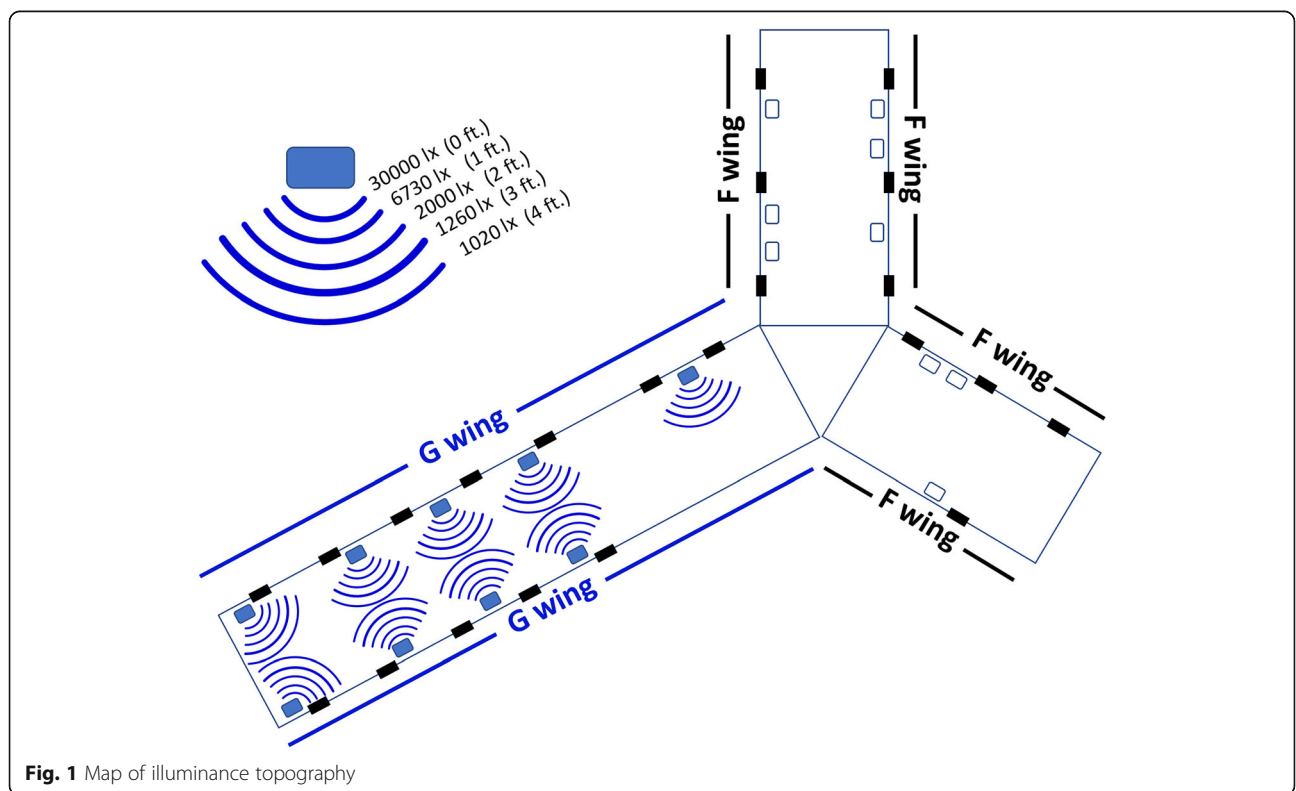 30000 lx (0 ft.)
6730 lx (1 ft.)
2000 lx (2 ft.)
1260 lx (3 ft.)
1020 lx (4 ft.)
F wing
F wing
F wing
F wing
G wing
G wing
Fig. 1 Map of illuminance topography